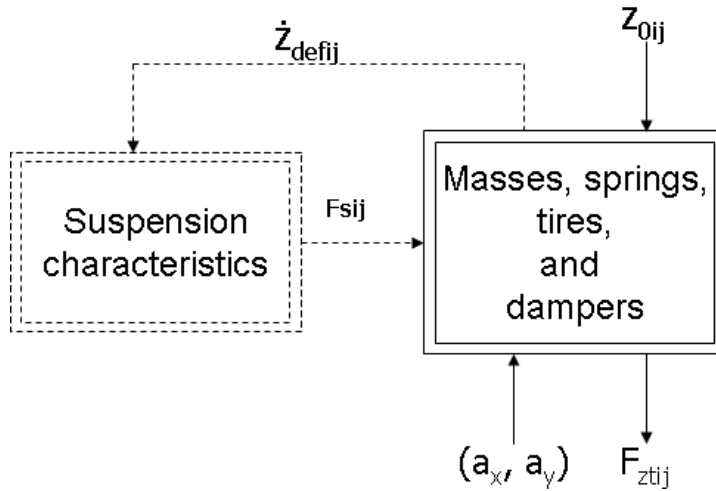 ż_defij
z_0ij
Suspension
characteristics
Fsij
Masses, springs,
tires,
and
dampers
(a_x, a_y)
F_ztij